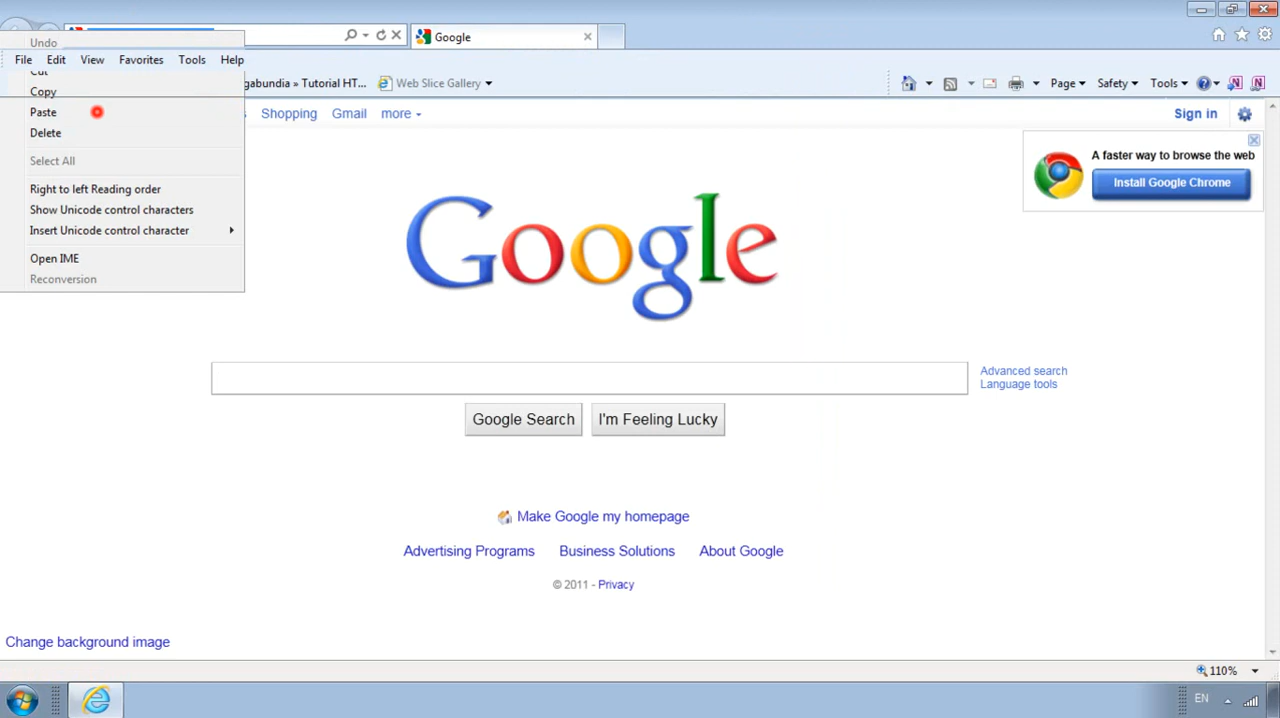 Google
Undo
File Edit View Favorites Tools Help
Cut
agabundia » Tutorial HT... Web Slice Gallery Page Safety Tools
Copy
Paste
Delete
Select All
Right to left Reading order
Show Unicode control characters
Insert Unicode control character
Open IME
Reconversion
Shopping Gmail more Sign in
A faster way to browse the web
Install Google Chrome
Google
Advanced search
Language tools
Google Search I'm Feeling Lucky
Make Google my homepage
Advertising Programs Business Solutions About Google
© 2011 - Privacy
Change background image
110%
EN